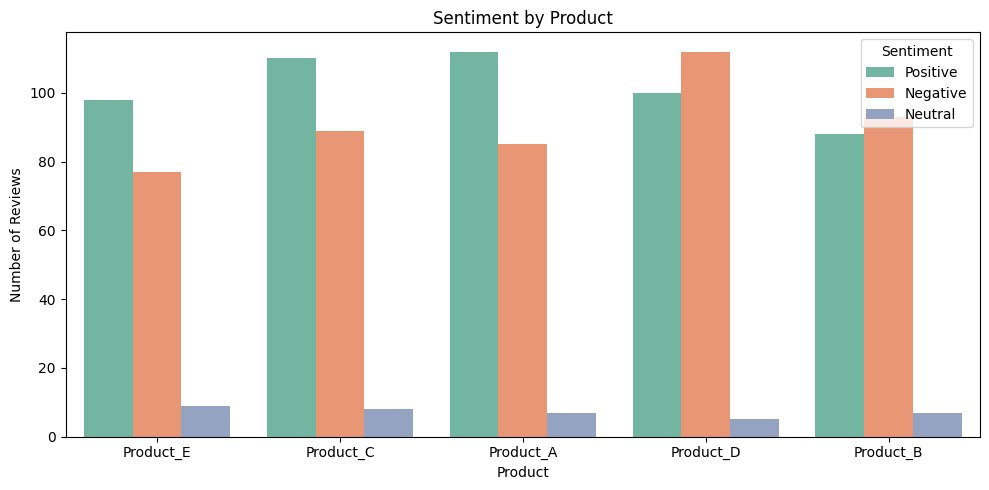 Sentiment by Product
Sentiment
Positive
Negative
Neutral
Number of Reviews
100
80
60
40
20
0
Product_E Product_C Product_A Product_D Product_B
Product